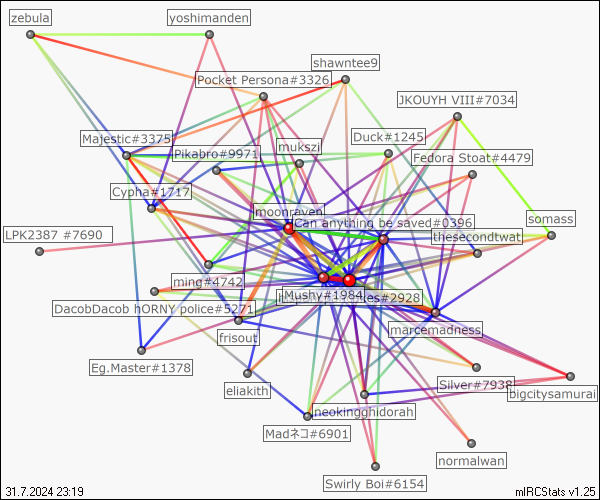 zebula
yoshimanden
shawntee9
Pocket Persona#3326
JKOUYH VIII#7034
Majestic#3375
Pikabro#9971
mukszi
Duck#1245
Fedora Stoat#4479
Cypha#1717
moonraven
Can anything be saved#0396
somass
LPK2387 #7690
thesecondtwat
ming#4742
Mushy#1984
es#2928
DacobDacob hORNY police#5271
marcemadness
frisout
Eg.Master#1378
eliakith
neokingghidorah
Silver#7938
bigcitysamurai
Madネコ#6901
normalwan
Swirly Boi#6154
31.7.2024 23:19
mIRCStats v1.25